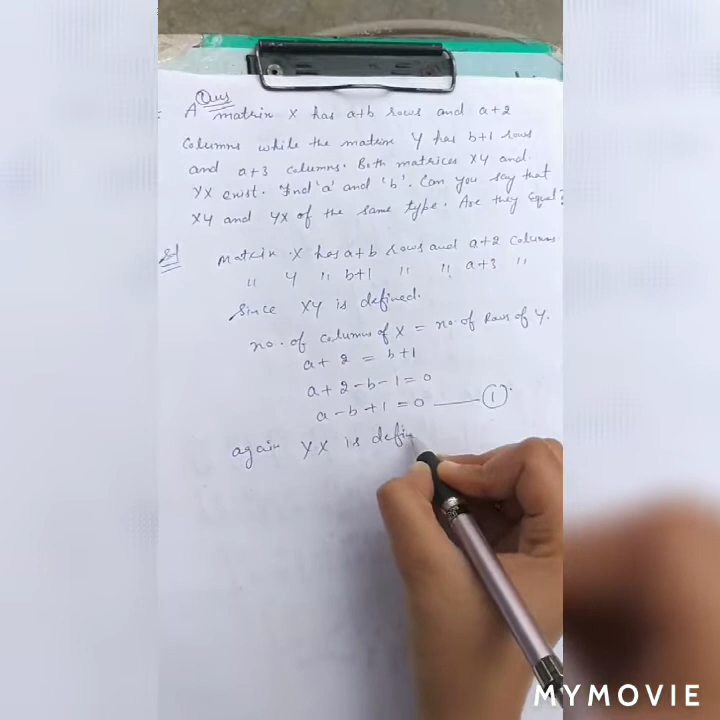 Ques
A matrix X has a+b rows and a+2
columns while the matrix Y has b+1 rows
and a+3 columns. Both matrices XY and
YX exist. Find 'a' and 'b'. Can you say that
XY and YX of the same type. Are they Equal?
Sol
Matrix X has a+b rows and a+2 columns
" Y " b+1 " " a+3 "
Since XY is defined.
no. of columns of X = no. of Rows of Y.
a + 2 = b+1
a+2-b-1=0
a-b+1=0 —— ①.
again YX is defin
MYMOVIE